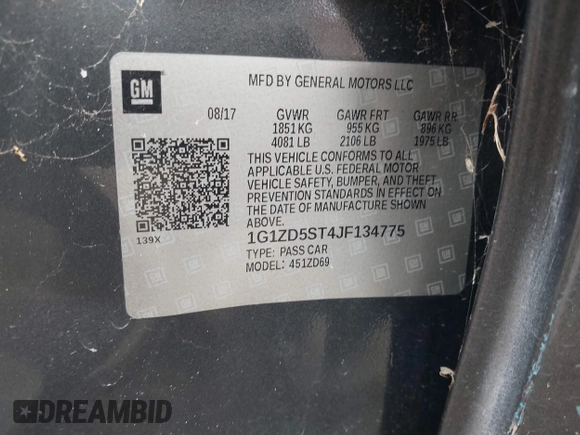 GM
MFD BY GENERAL MOTORS LLC
08/17 GVWR GAWR FRT GAWR RR
1851 KG 955 KG 896 KG
4081 LB 2106 LB 1975 LB
THIS VEHICLE CONFORMS TO ALL
APPLICABLE U.S. FEDERAL MOTOR
VEHICLE SAFETY, BUMPER, AND THEFT
PREVENTION STANDARDS IN EFFECT ON
THE DATE OF MANUFACTURE SHOWN
ABOVE.
139X
1G1ZD5ST4JF134775
TYPE: PASS CAR
MODEL: 451ZD69
DREAMBID